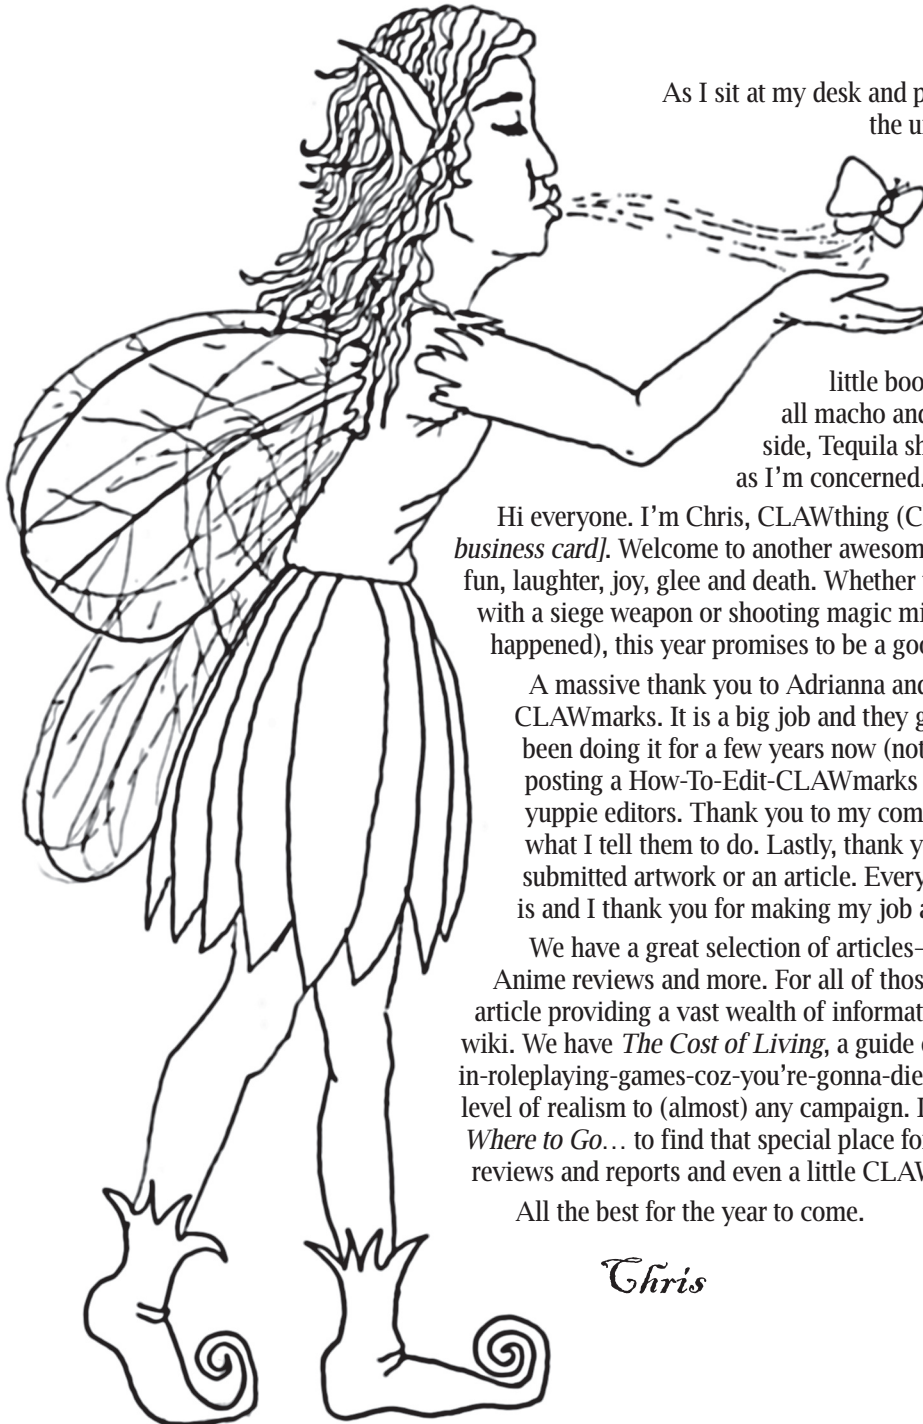 As I sit at my desk and p
the u
little boo
all macho and
side, Tequila sh
as I'm concerned.
Hi everyone. I'm Chris, CLAWthing (C
business card]. Welcome to another awesom
fun, laughter, joy, glee and death. Whether
with a siege weapon or shooting magic mi
happened), this year promises to be a goo
A massive thank you to Adrianna and
CLAWmarks. It is a big job and they g
been doing it for a few years now (not
posting a How-To-Edit-CLAWmarks
yuppie editors. Thank you to my com
what I tell them to do. Lastly, thank y
submitted artwork or an article. Every
is and I thank you for making my job a
We have a great selection of articles–
Anime reviews and more. For all of thos
article providing a vast wealth of informat
wiki. We have The Cost of Living, a guide
in-roleplaying-games-coz-you're-gonna-die
level of realism to (almost) any campaign.
Where to Go… to find that special place fo
reviews and reports and even a little CLAW
All the best for the year to come.
Chris